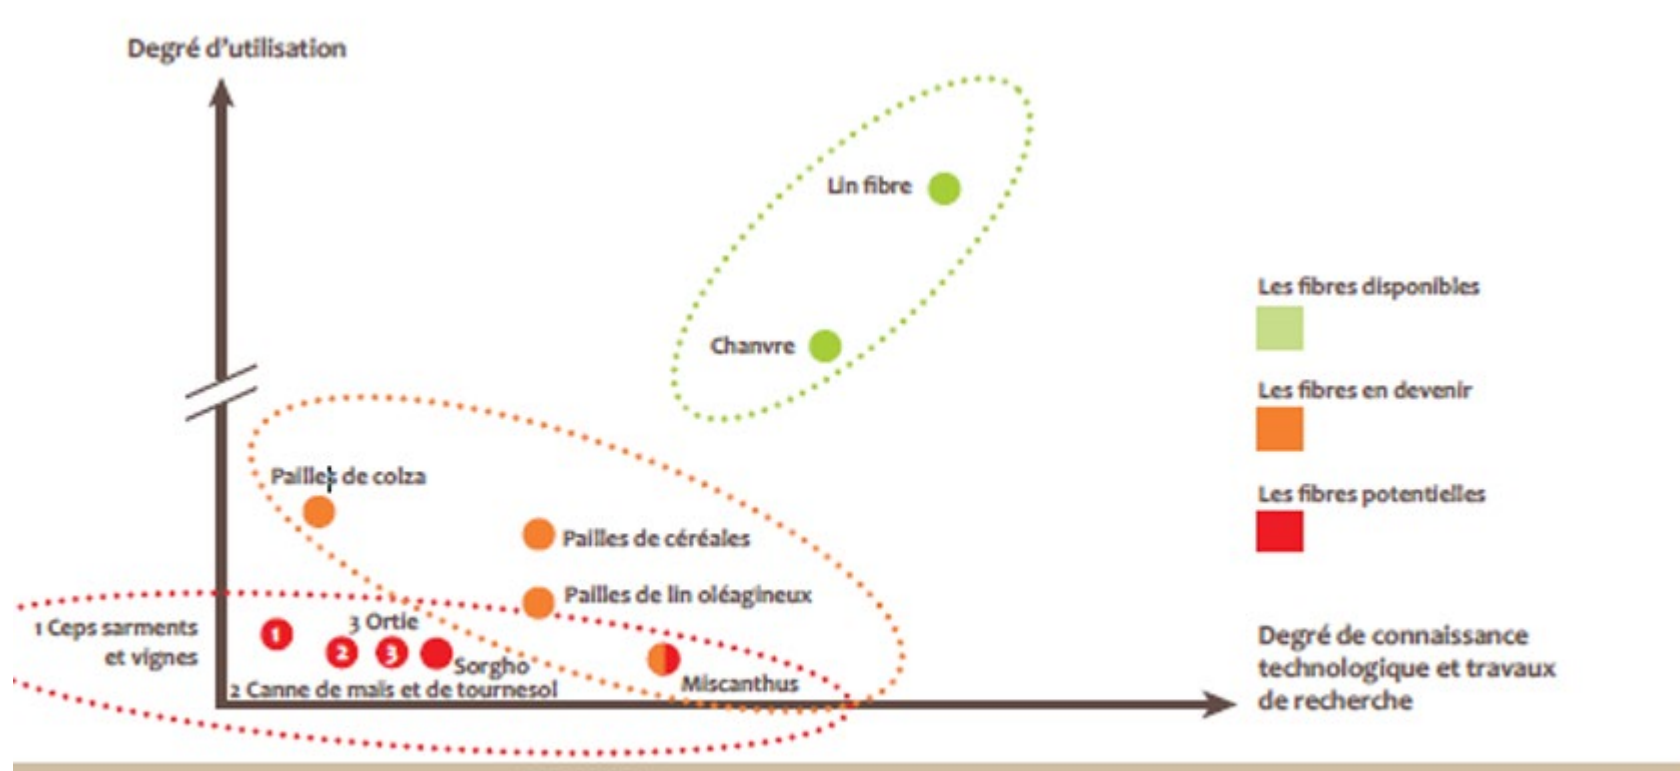 Degré d'utilisation
Lin fibre
Chanvre
Les fibres disponibles
Les fibres en devenir
Pailles de colza
Les fibres potentielles
Pailles de céréales
Pailles de lin oléagineux
1 Ceps sarments
et vignes
1
3 Ortie
2
3
Sorgho
2 Canne de maïs et de tournesol
Miscanthus
Degré de connaissance
technologique et travaux
de recherche